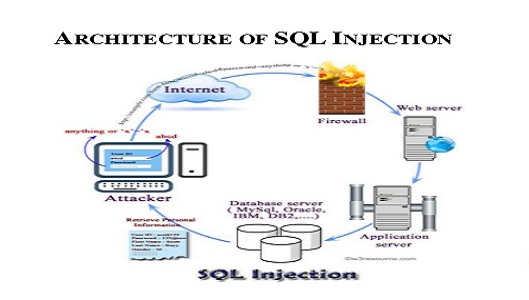 ARCHITECTURE OF SQL INJECTION
Internet
Firewall
Web server
anything or 'x'='x
abcd
User ID
abcd
Password
Attacker
Database server
( MySql, Oracle,
IBM, DB2,....)
Application
server
Retrieve Personal
Information
SQL Injection
©w3resource.com